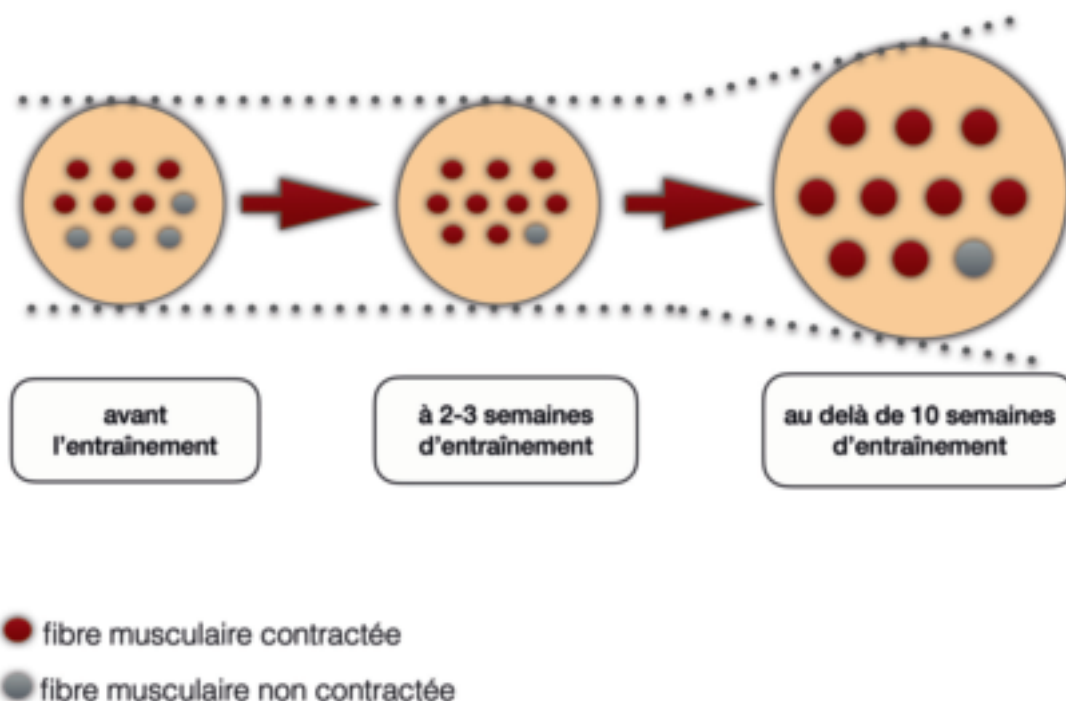 avant
l'entraînement
à 2-3 semaines
d'entraînement
au delà de 10 semaines
d'entraînement
fibre musculaire contractée
fibre musculaire non contractée